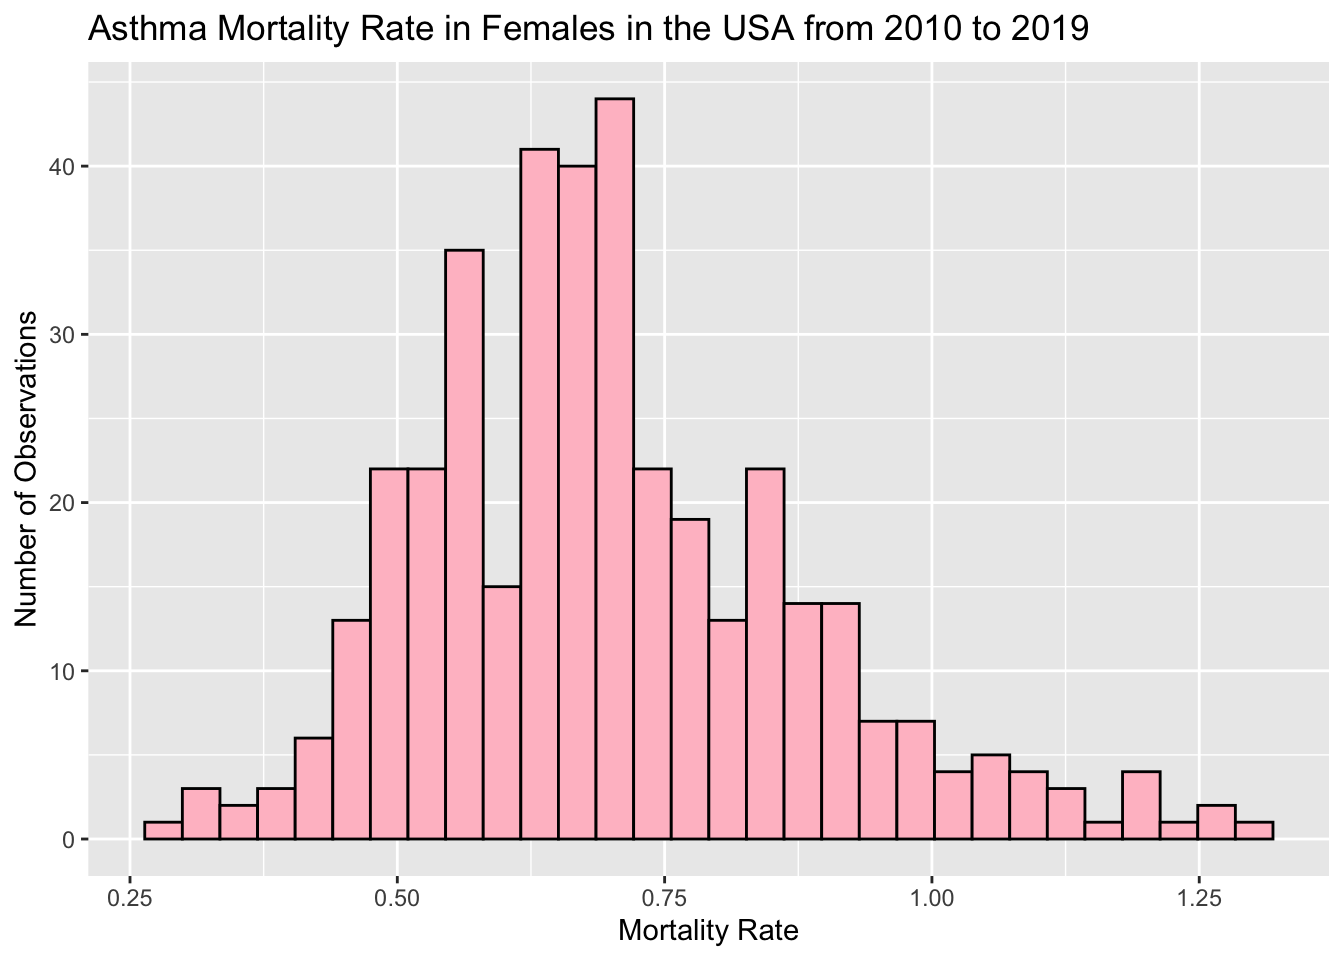 Asthma Mortality Rate in Females in the USA from 2010 to 2019
Number of Observations
40
30
20
10
0
0.25 0.50 0.75 1.00 1.25
Mortality Rate